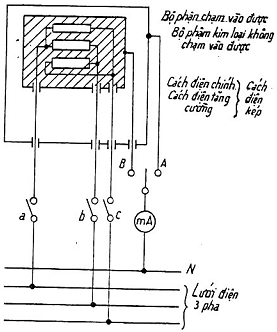 Bộ phận chạm vào được
Bộ phậm kim loại không
chạm vào được
Cách điện chính
Cách điện tăng
cường
Cách
điện
kép
B
A
a
b
C
mA
N
Lưới điện
3 pha